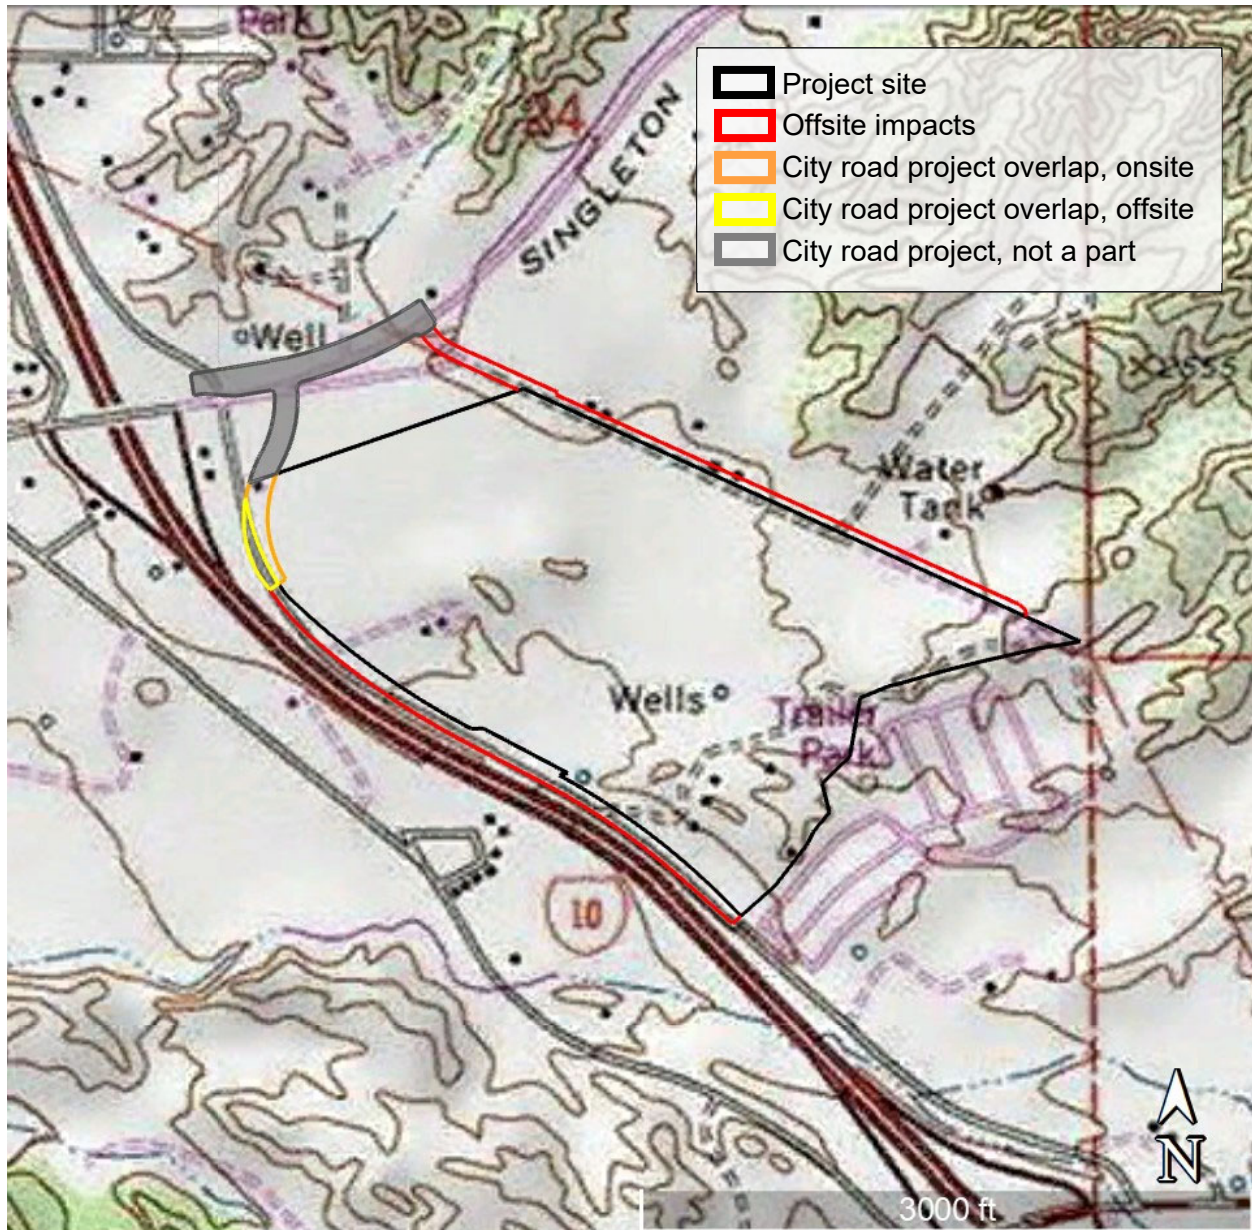 Park
34
SINGLETON
Project site
Offsite impacts
City road project overlap, onsite
City road project overlap, offsite
City road project, not a part
Well
×2555
Water
Tank
Wells
Trailer
Park
10
N
3000 ft